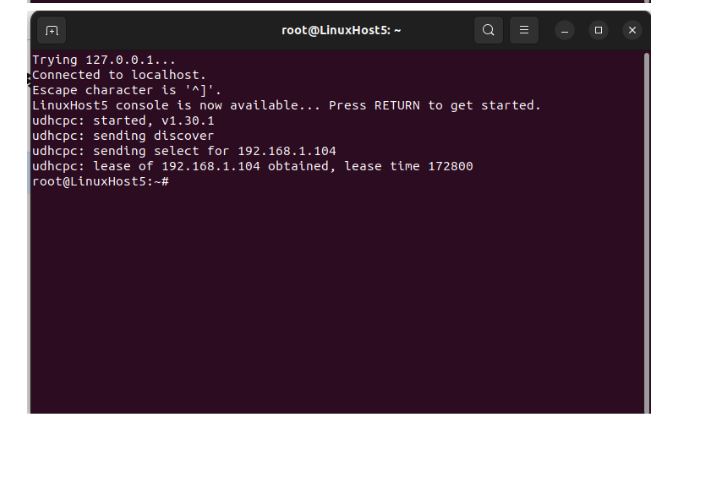 root@LinuxHost5: ~
Trying 127.0.0.1...
Connected to localhost.
Escape character is '^]'.
LinuxHost5 console is now available... Press RETURN to get started.
udhcpc: started, v1.30.1
udhcpc: sending discover
udhcpc: sending select for 192.168.1.104
udhcpc: lease of 192.168.1.104 obtained, lease time 172800
root@LinuxHost5:~#